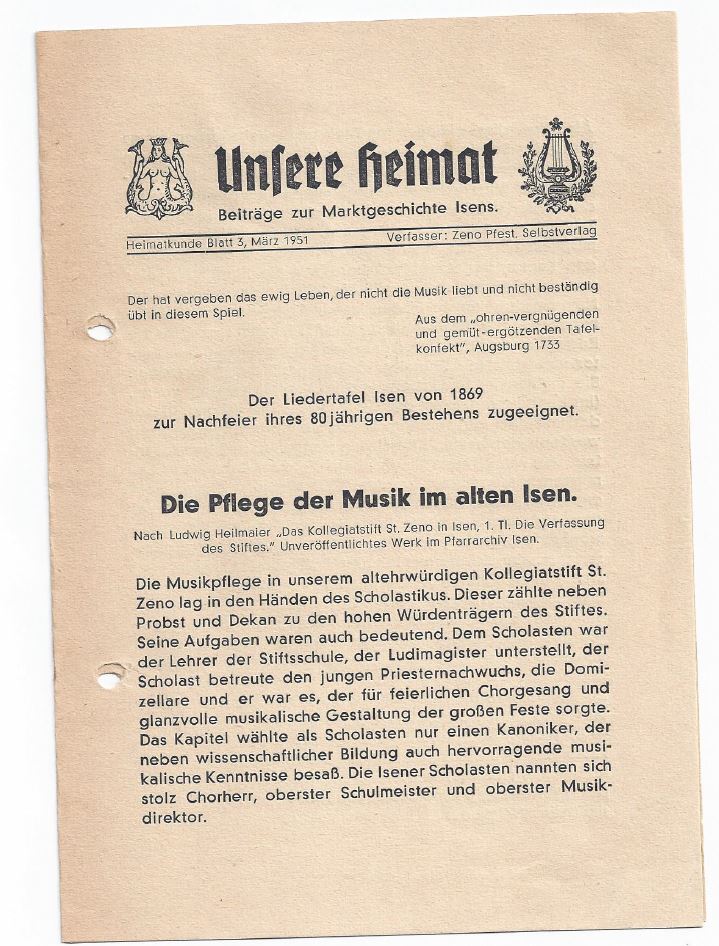 Unsere Heimat
Beiträge zur Marktgeschichte Isens.
Heimatkunde Blatt 3, März 1951 Verfasser: Zeno Pfest. Selbstverlag
Der hat vergeben das ewig Leben, der nicht die Musik liebt und nicht beständig
übt in diesem Spiel.
Aus dem „ohren-vergnügenden
und gemüt-ergötzenden Tafel-
konfekt”, Augsburg 1733
Der Liedertafel Isen von 1869
zur Nachfeier ihres 80jährigen Bestehens zugeeignet.
Die Pflege der Musik im alten Isen.
Nach Ludwig Heilmaier „Das Kollegiatstift St. Zeno in Isen, 1. Tl. Die Verfassung
des Stiftes.” Unveröffentlichtes Werk im Pfarrarchiv Isen.
Die Musikpflege in unserem altehrwürdigen Kollegiatstift St.
Zeno lag in den Händen des Scholastikus. Dieser zählte neben
Probst und Dekan zu den hohen Würdenträgern des Stiftes.
Seine Aufgaben waren auch bedeutend. Dem Scholasten war
der Lehrer der Stiftsschule, der Ludimagister unterstellt, der
Scholast betreute den jungen Priesternachwuchs, die Domi-
zellare und er war es, der für feierlichen Chorgesang und
glanzvolle musikalische Gestaltung der großen Feste sorgte.
Das Kapitel wählte als Scholasten nur einen Kanoniker, der
neben wissenschaftlicher Bildung auch hervorragende musi-
kalische Kenntnisse besaß. Die Isener Scholasten nannten sich
stolz Chorherr, oberster Schulmeister und oberster Musik-
direktor.